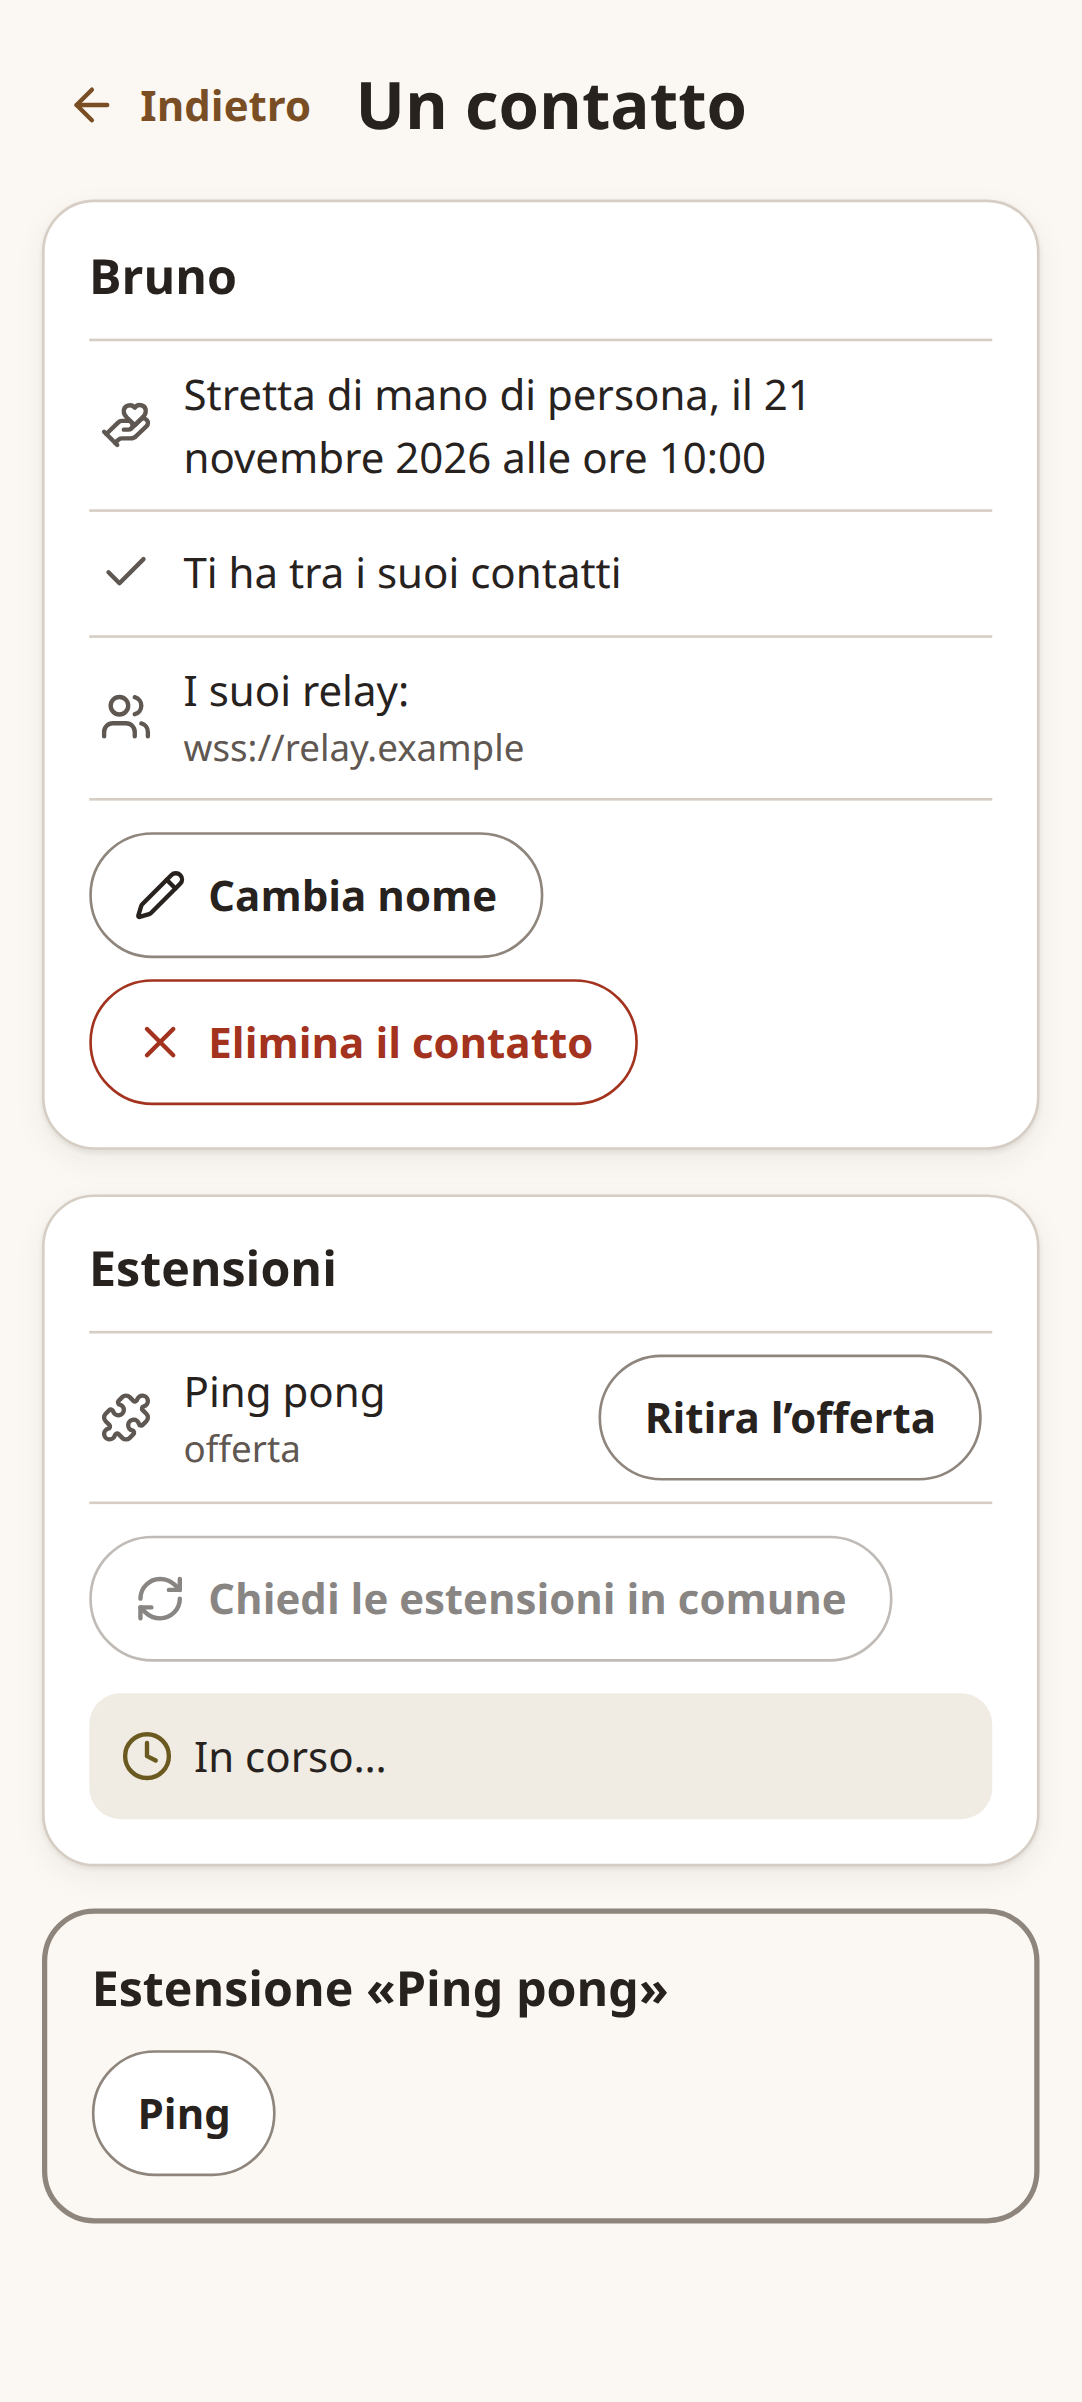 Indietro
Un contatto
Bruno
Stretta di mano di persona, il 21
novembre 2026 alle ore 10:00
Ti ha tra i suoi contatti
I suoi relay:
wss://relay.example
Cambia nome
Elimina il contatto
Estensioni
Ping pong
offerta
Ritira l’offerta
Chiedi le estensioni in comune
In corso…
Estensione «Ping pong»
Ping